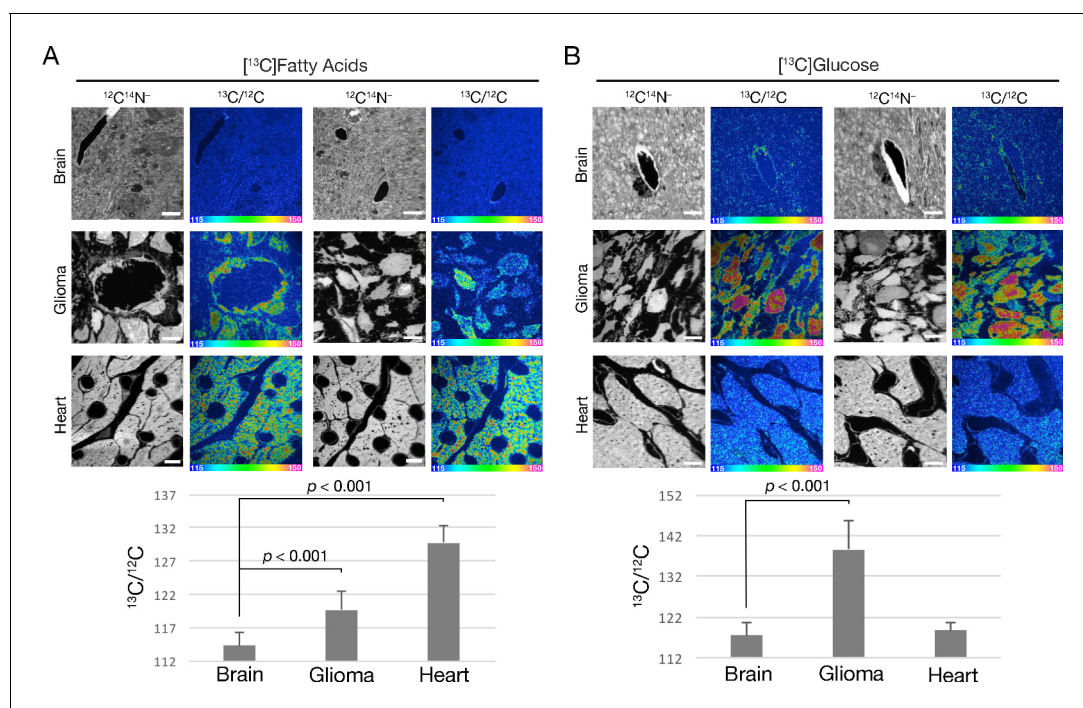 A
[¹³C]Fatty Acids
¹²C¹⁴N⁻ ¹³C/¹²C ¹²C¹⁴N⁻ ¹³C/¹²C
Brain
115 150 115 150
Glioma
115 150 115 150
Heart
115 150 115 150
137
132
127
121
117
112
¹³C/¹²C
p < 0.001
p < 0.001
Brain Glioma Heart
B
[¹³C]Glucose
¹²C¹⁴N⁻ ¹³C/¹²C ¹²C¹⁴N⁻ ¹³C/¹²C
Brain
115 150 115 150
Glioma
115 150 115 150
Heart
115 150 115 150
152
142
132
122
112
¹³C/¹²C
p < 0.001
Brain Glioma Heart